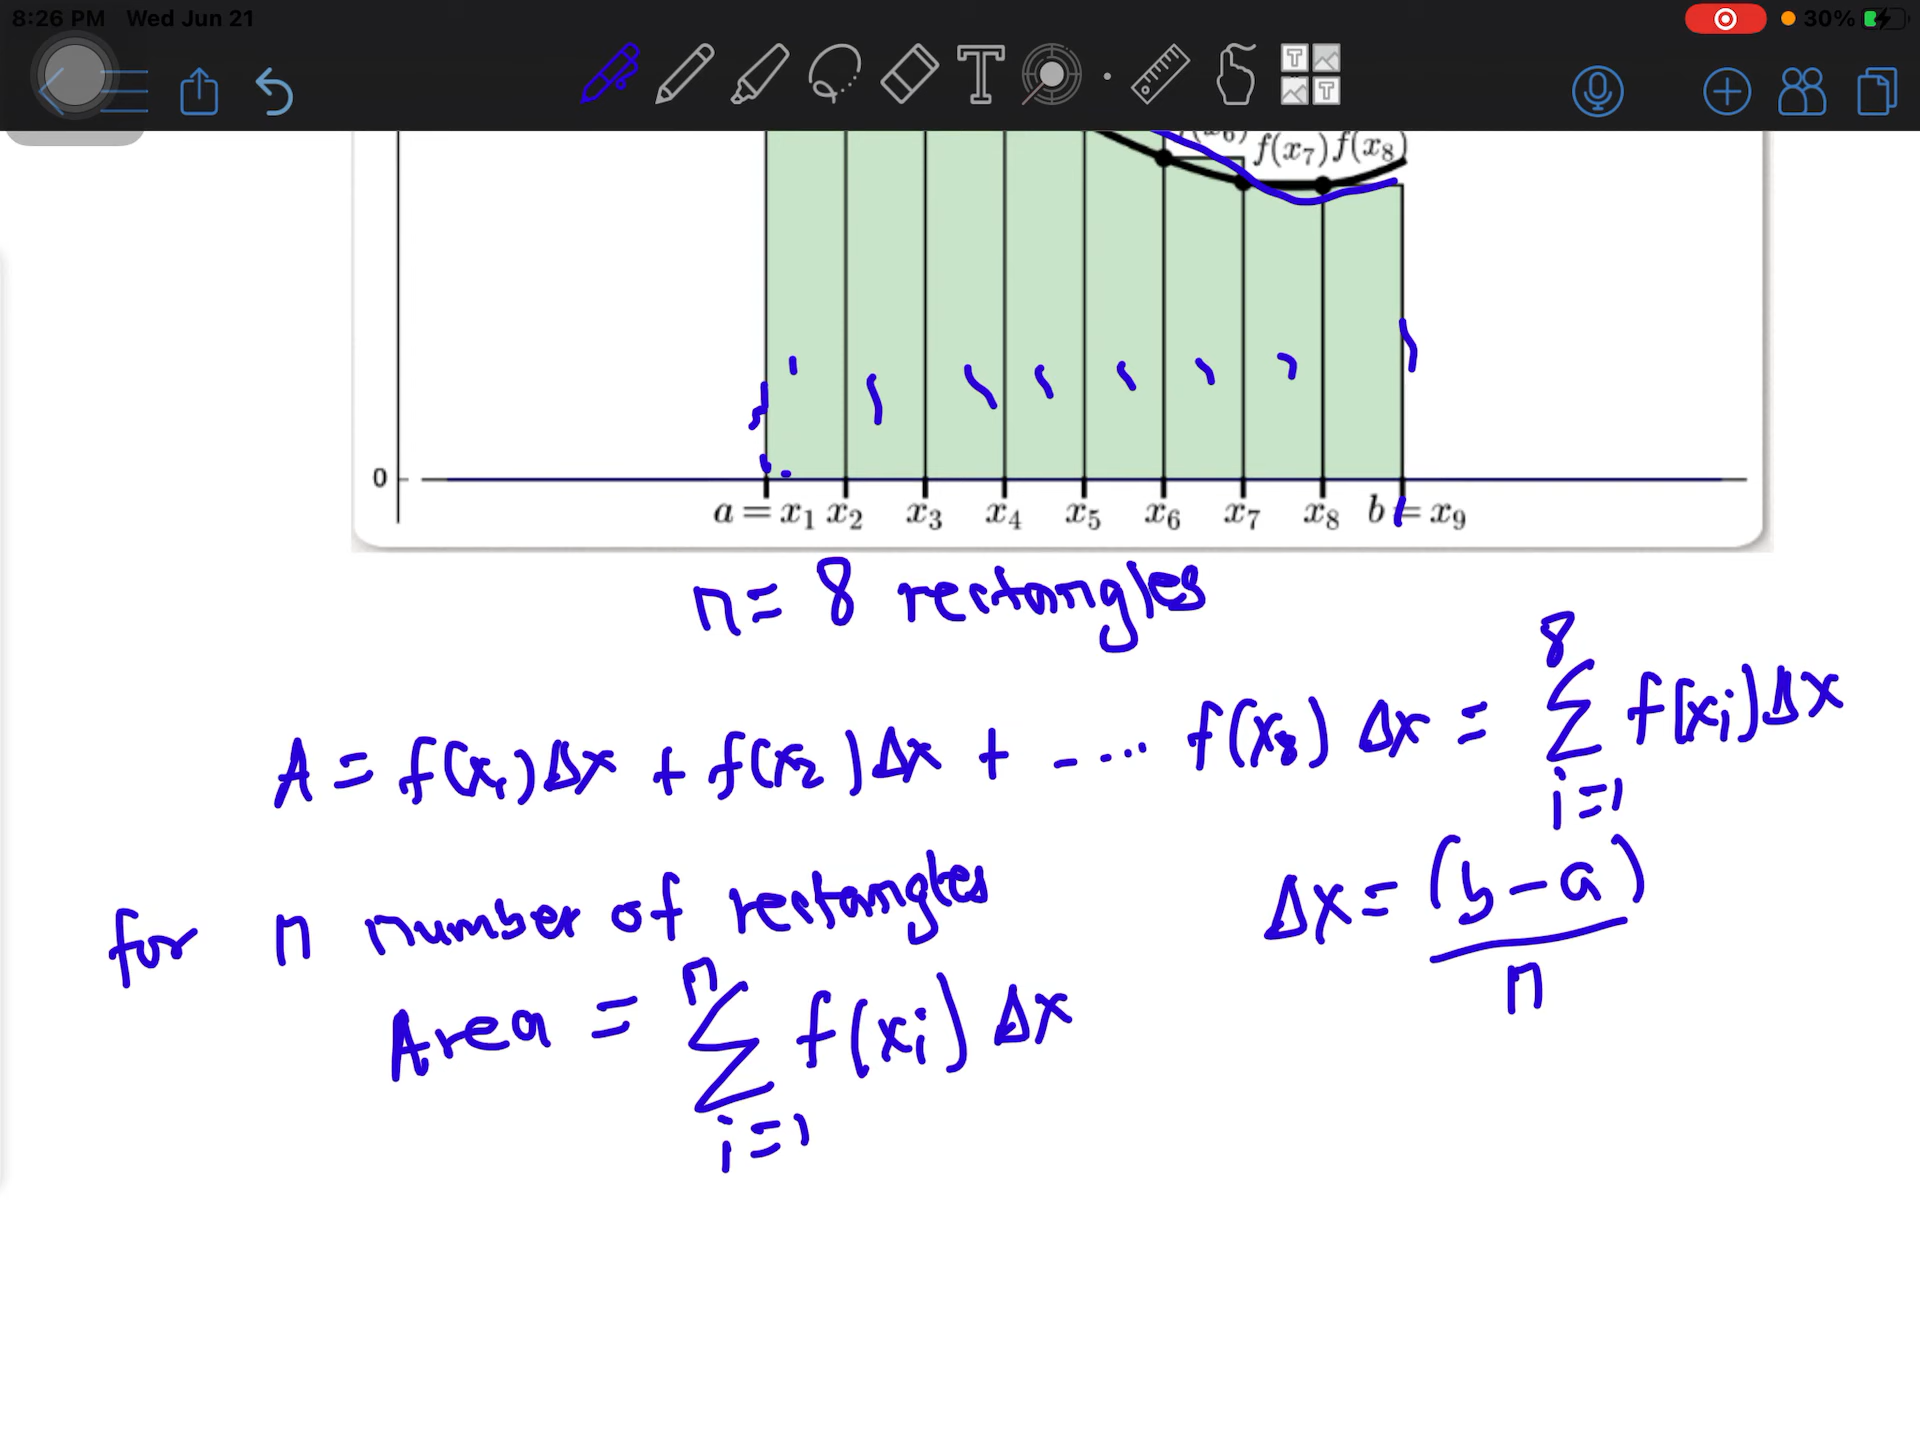 8:26 PM Wed Jun 21
30%
T
T
T
f(x₇) f(x₈)
0
a = x₁ x₂ x₃ x₄ x₅ x₆ x₇ x₈ b = x₉
n = 8 rectangles
A = f(x₁)Δx + f(x₂)Δx + ---... f(x₈) Δx = ∑_{i=1}^{8} f(xᵢ)Δx
for n number of rectangles
Δx = (b-a)/n
Area = ∑_{i=1}^{n} f(xᵢ) Δx